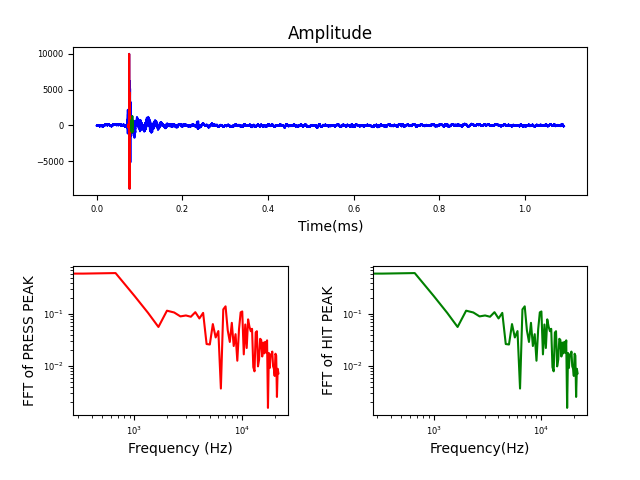 Amplitude
10000
5000
0
−5000
0.0 0.2 0.4 0.6 0.8 1.0
Time(ms)
FFT of PRESS PEAK
10⁻¹
10⁻²
10³ 10⁴
Frequency (Hz)
FFT of HIT PEAK
10⁻¹
10⁻²
10³ 10⁴
Frequency(Hz)